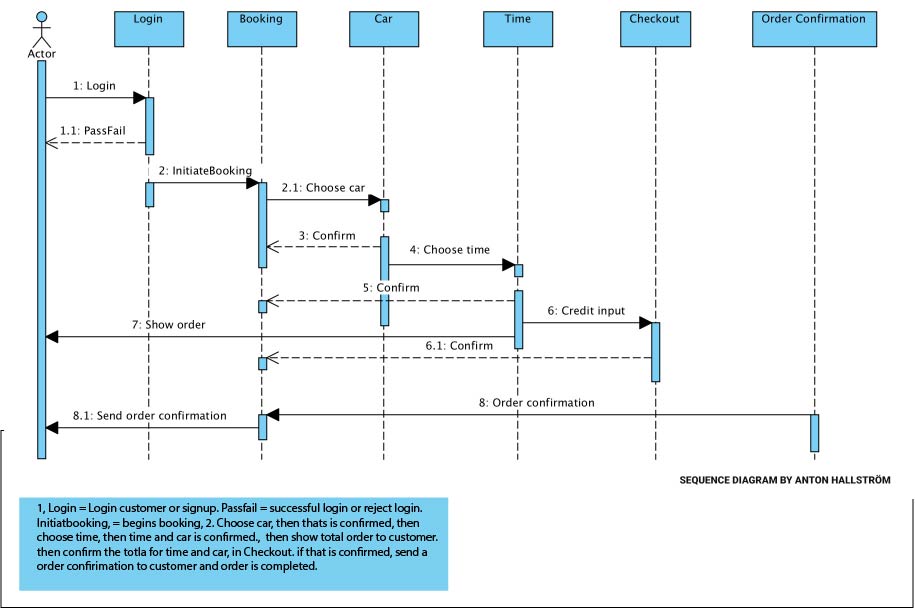 Login
Booking
Car
Time
Checkout
Order Confirmation
Actor
1: Login
1.1: PassFail
2: InitiateBooking
2.1: Choose car
3: Confirm
4: Choose time
5: Confirm
6: Credit input
7: Show order
6.1: Confirm
8: Order confirmation
8.1: Send order confirmation
SEQUENCE DIAGRAM BY ANTON HALLSTRÖM
1, Login = Login customer or signup. Passfail = successful login or reject login.
Initiatbooking, = begins booking, 2. Choose car, then thats is confirmed, then
choose time, then time and car is confirmed., then show total order to customer.
then confirm the totla for time and car, in Checkout. if that is confirmed, send a
order confirimation to customer and order is completed.